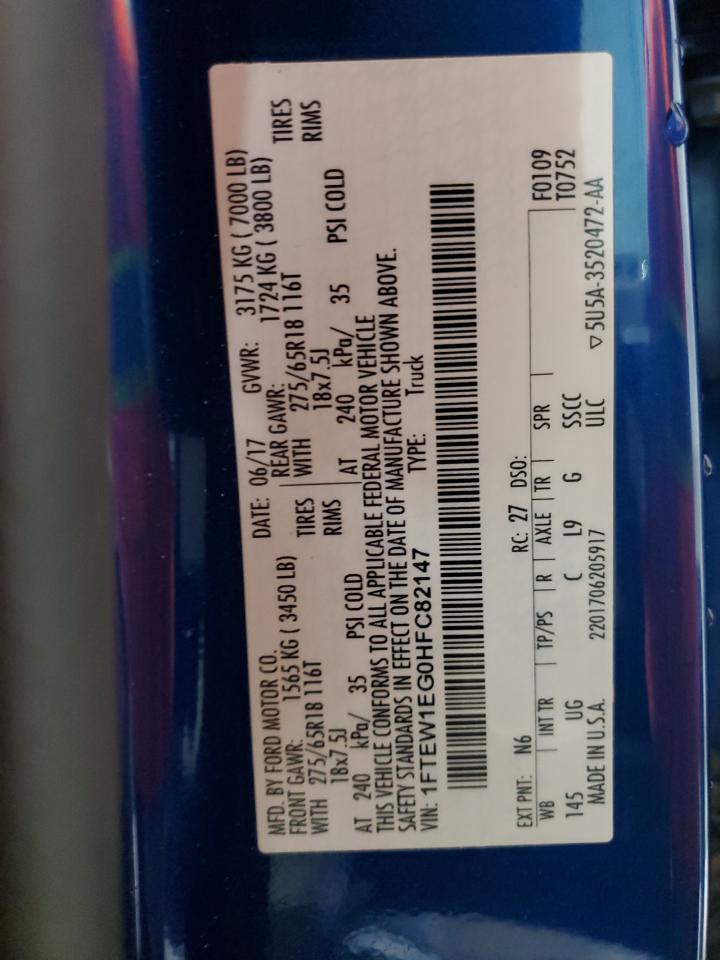 MFD. BY FORD MOTOR CO. DATE: 06/17 GVWR: 3175 KG ( 7000 LB)
FRONT GAWR: 1565 KG ( 3450 LB) REAR GAWR: 1724 KG ( 3800 LB)
WITH 275/65R18 116T TIRES WITH 275/65R18 116T TIRES
18x7.5J RIMS 18x7.5J RIMS
AT 240 kPa/ 35 PSI COLD AT 240 kPa/ 35 PSI COLD
THIS VEHICLE CONFORMS TO ALL APPLICABLE FEDERAL MOTOR VEHICLE
SAFETY STANDARDS IN EFFECT ON THE DATE OF MANUFACTURE SHOWN ABOVE.
VIN: 1FTEW1EG0HFC82147 TYPE: Truck
EXT PNT: N6 RC: 27 DSO: F0109
WB INT TR TP/PS R AXLE TR SPR T0752
145 UG C L9 G SSCC
MADE IN U.S.A. 2201706205917 ULC ▽5U5A-3520472-AA